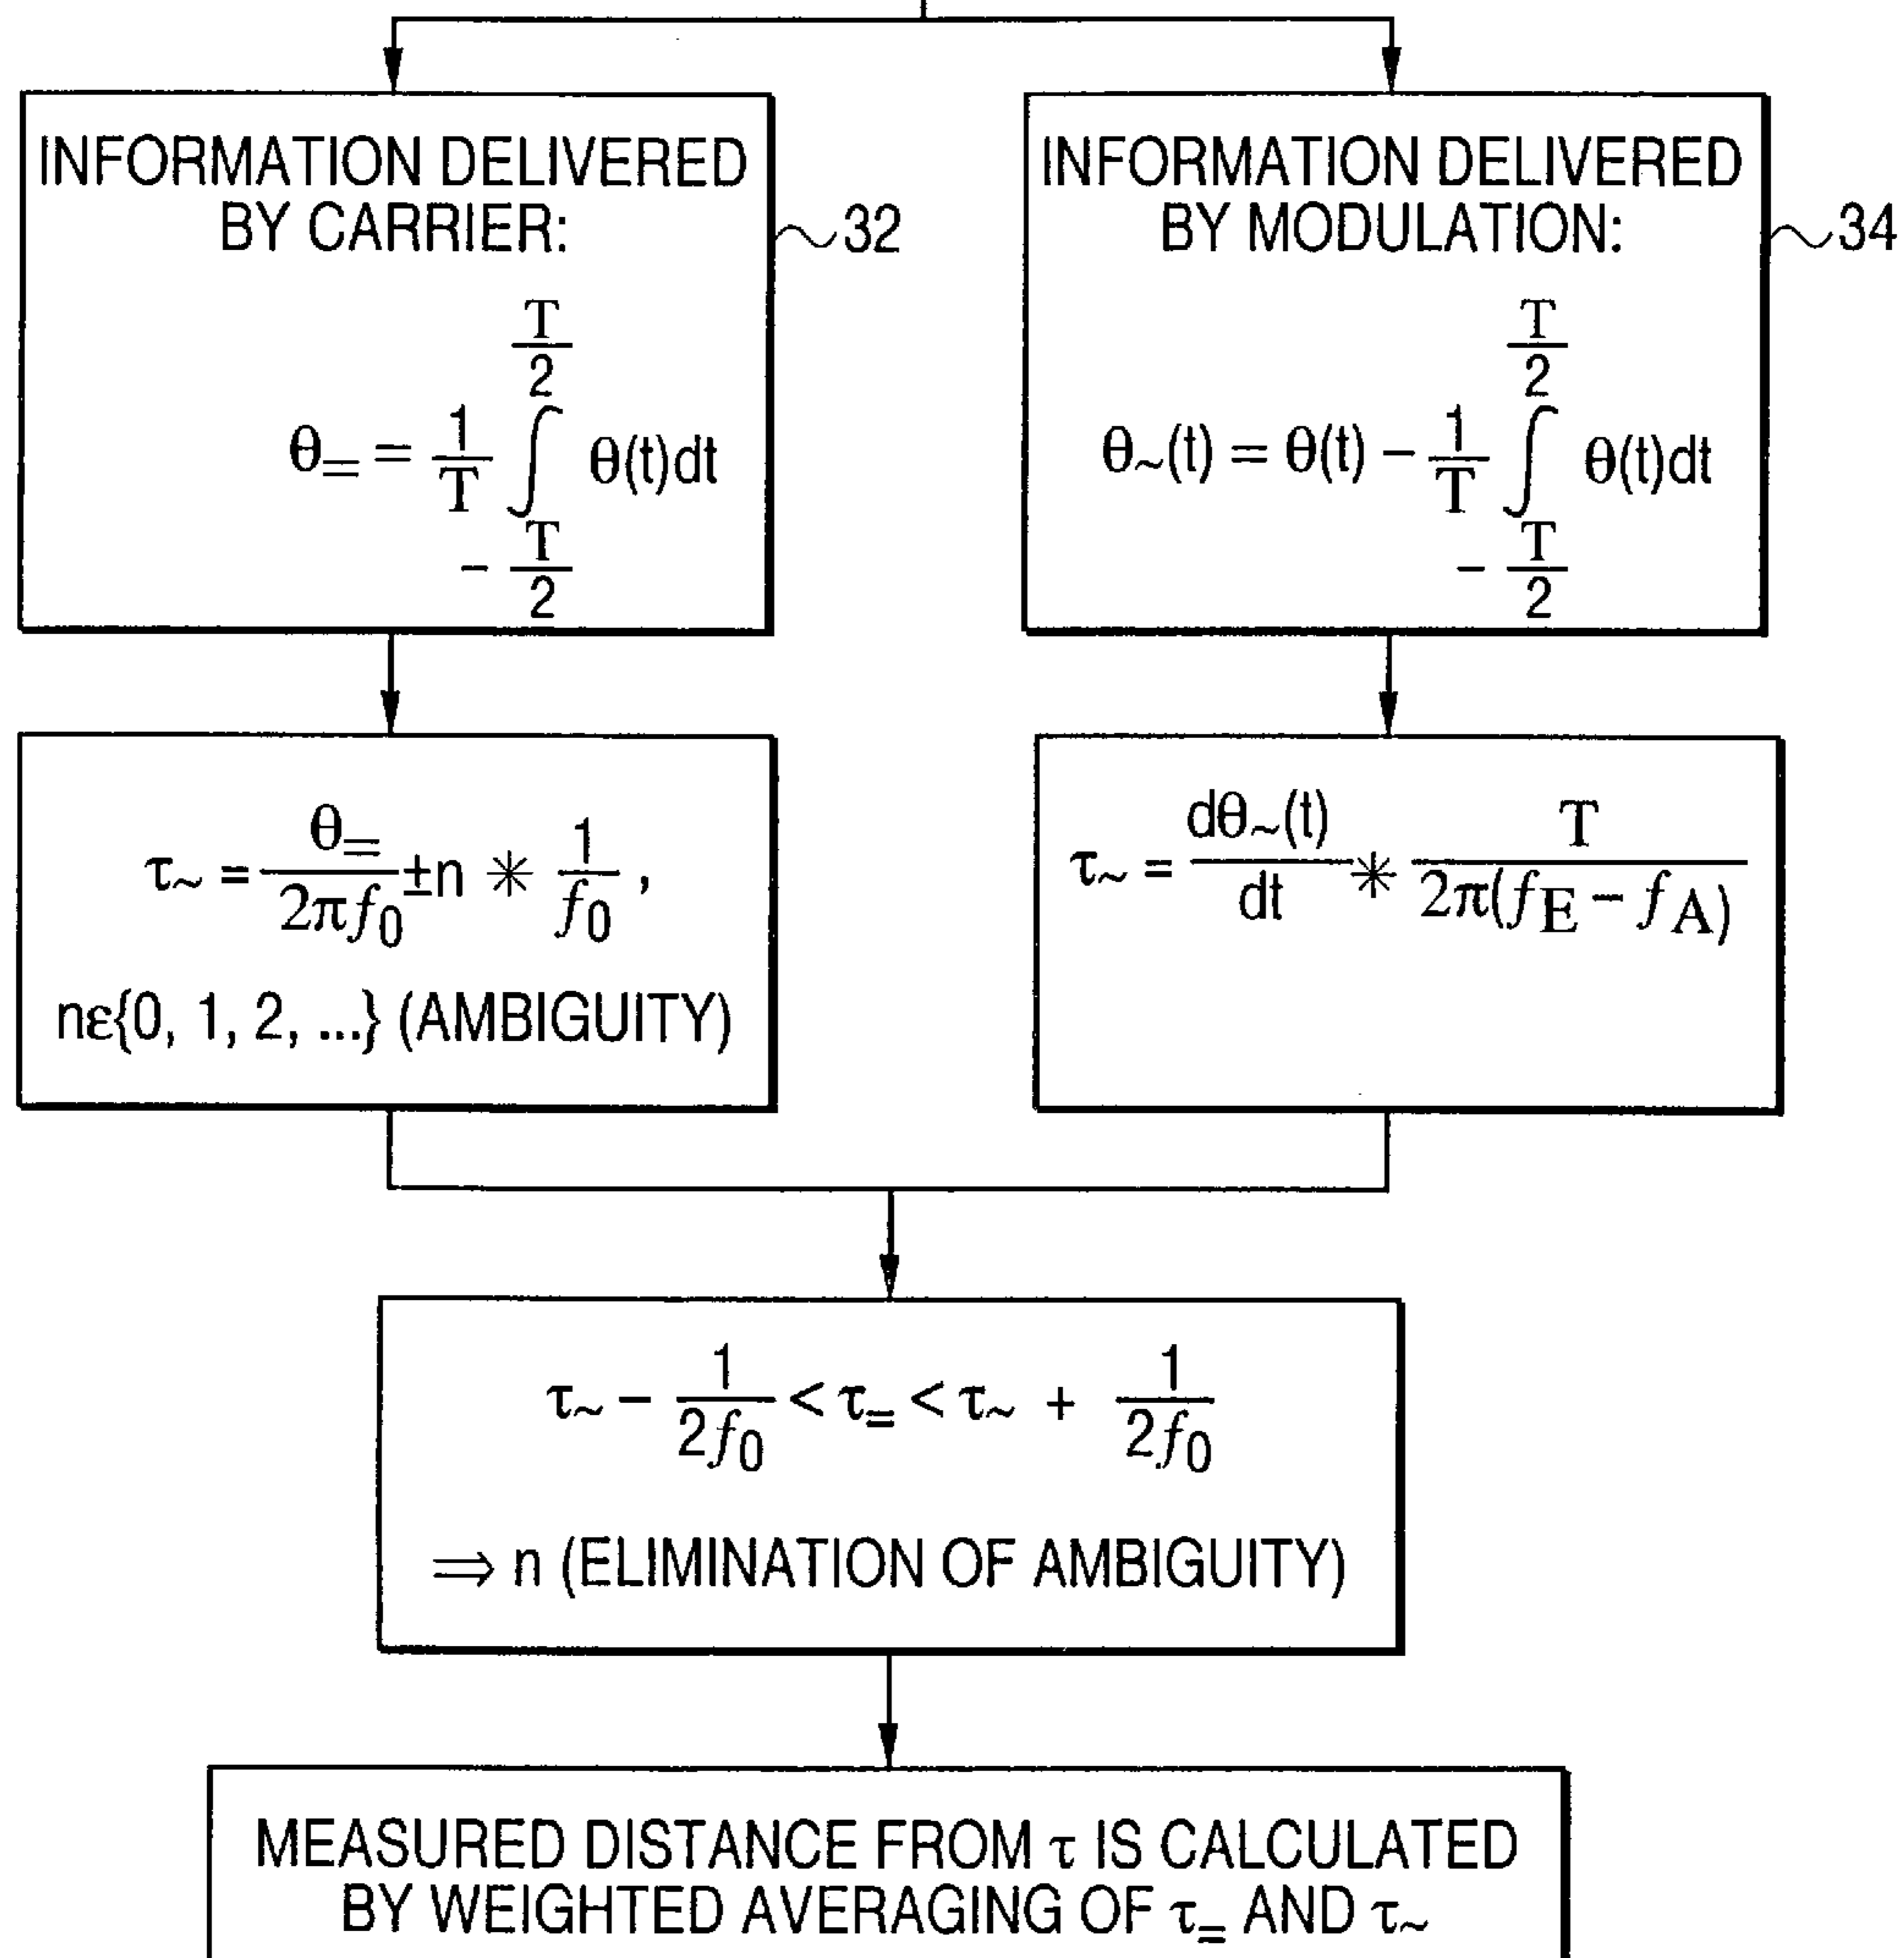 INFORMATION DELIVERED
BY CARRIER:
32
θ₌ = 1/T ∫_{-T/2}^{T/2} θ(t)dt
INFORMATION DELIVERED
BY MODULATION:
34
θ~(t) = θ(t) - 1/T ∫_{-T/2}^{T/2} θ(t)dt
τ~ = θ₌/(2πf₀) ±n * 1/f₀ ,
nε{0, 1, 2, ...} (AMBIGUITY)
τ~ = dθ~(t)/dt * T/(2π(f_E - f_A))
τ~ - 1/(2f₀) < τ₌ < τ~ + 1/(2f₀)
⇒ n (ELIMINATION OF AMBIGUITY)
MEASURED DISTANCE FROM τ IS CALCULATED
BY WEIGHTED AVERAGING OF τ₌ AND τ~